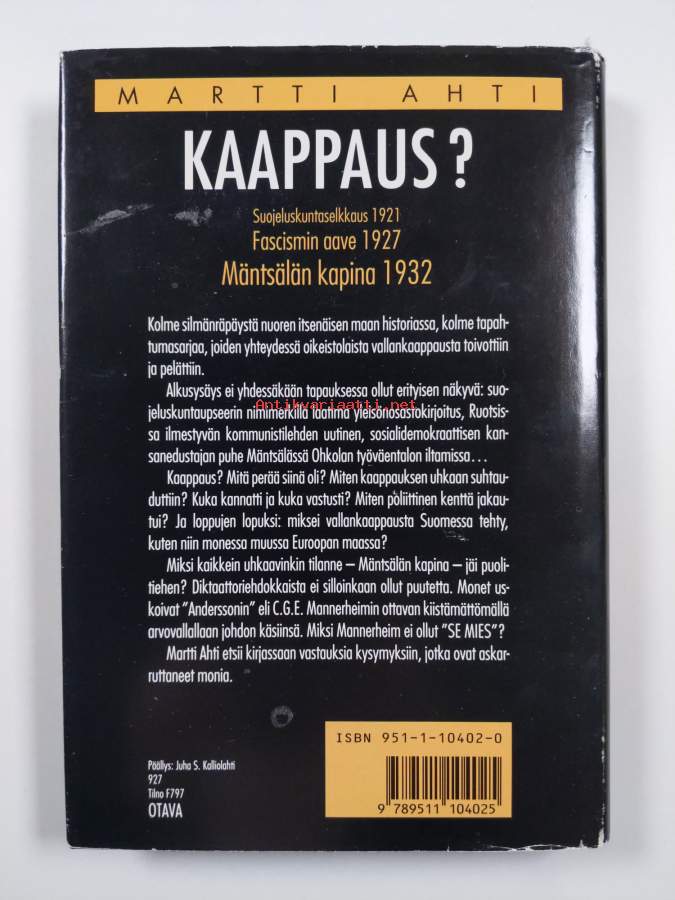 MARTTI AHTI
KAAPPAUS?
Suojeluskuntaselkkaus 1921
Fascismin aave 1927
Mäntsälän kapina 1932
Kolme silmänräpäystä nuoren itsenäisen maan historiassa, kolme tapah-
tumasarjaa, joiden yhteydessä oikeistolaista vallankaappausta toivottiin
ja pelättiin.
Alkusysäys ei yhdessäkään tapauksessa ollut erityisen näkyvä: suo-
jeluskuntaupseerin nimimerkillä laatima yleisönosastokirjoitus, Ruotsis-
Antikvariaatti.net
sa ilmestyvän kommunistilehden uutinen, sosialidemokraattisen kan-
sanedustajan puhe Mäntsälässä Ohkolan työväentalon iltamissa...
Kaappaus? Mitä perää siinä oli? Miten kaappauksen uhkaan suhtau-
duttiin? Kuka kannatti ja kuka vastusti? Miten poliittinen kenttä jakau-
tui? Ja loppujen lopuksi: miksei vallankaappausta Suomessa tehty,
kuten niin monessa muussa Euroopan maassa?
Miksi kaikkein uhkaavinkin tilanne – Mäntsälän kapina – jäi puoli-
tiehen? Diktaattoriehdokkaista ei silloinkaan ollut puutetta. Monet us-
koivat "Anderssonin" eli C.G.E. Mannerheimin ottavan kiistämättömällä
arvovallallaan johdon käsiinsä. Miksi Mannerheim ei ollut "SE MIES"?
Martti Ahti etsii kirjassaan vastauksia kysymyksiin, jotka ovat askar-
ruttaneet monia.
ISBN 951-1-10402-0
9 789511 104025
Päällys: Juha S. Kalliolahti
927
Tilno F797
OTAVA